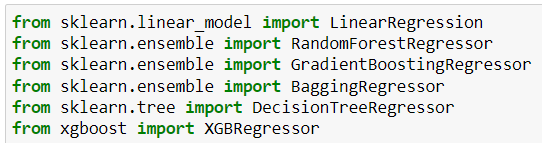 from sklearn.linear_model import LinearRegression
from sklearn.ensemble import RandomForestRegressor
from sklearn.ensemble import GradientBoostingRegressor
from sklearn.ensemble import BaggingRegressor
from sklearn.tree import DecisionTreeRegressor
from xgboost import XGBRegressor